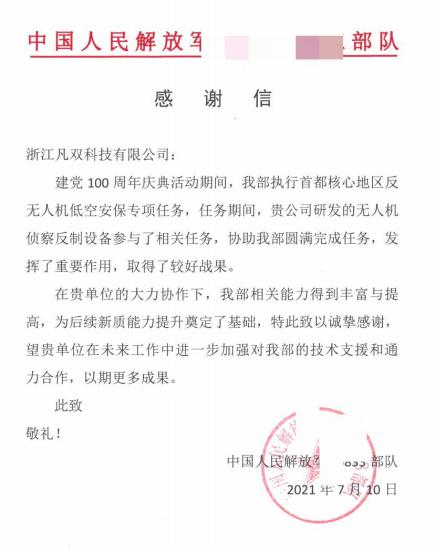 中国人民解放军 部队
感谢信
浙江凡双科技有限公司：
建党 100 周年庆典活动期间，我部执行首都核心地区反
无人机低空安保专项任务，任务期间，贵公司研发的无人机
侦察反制设备参与了相关任务，协助我部圆满完成任务，发
挥了重要作用，取得了较好战果。
在贵单位的大力协作下，我部相关能力得到丰富与提
高，为后续新质能力提升奠定了基础，特此致以诚挚感谢，
望贵单位在未来工作中进一步加强对我部的技术支援和通
力合作，以期更多成果。
此致
敬礼！
中国人民解放 部队
2021 年 7 月 10 日